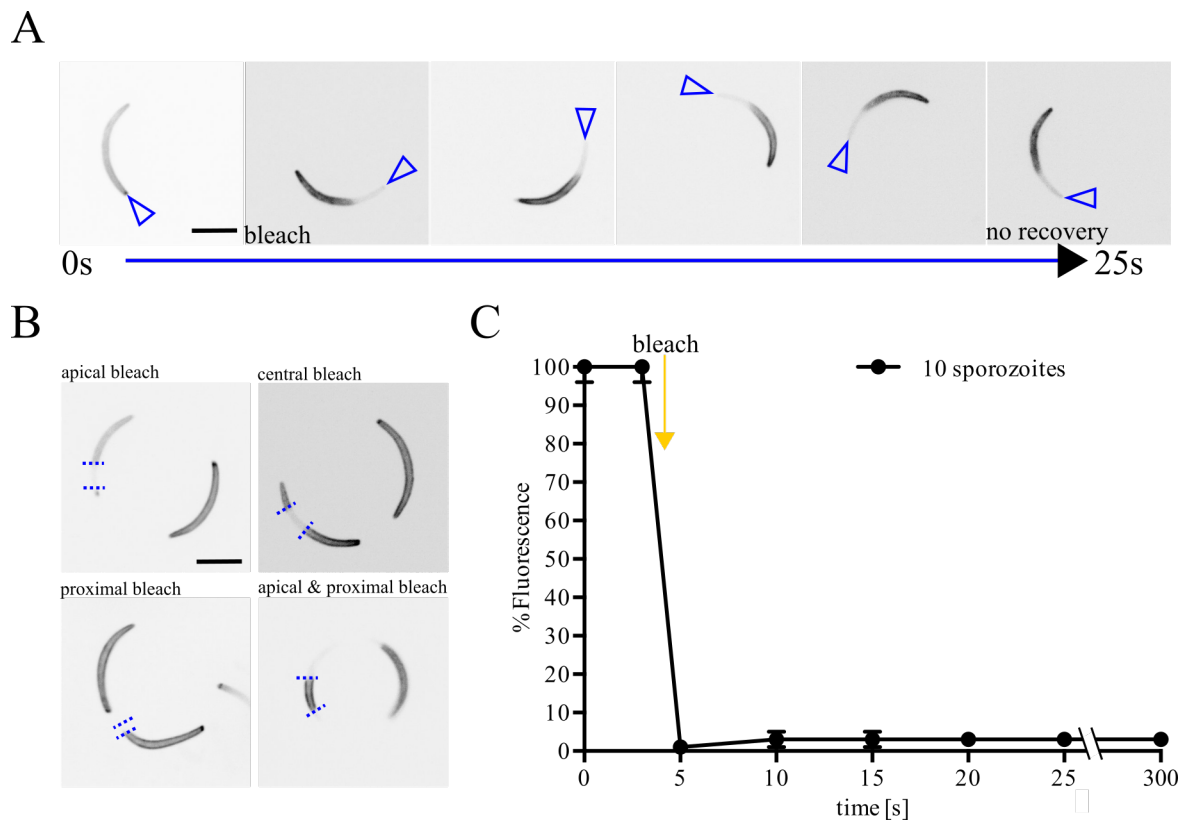 A
bleach
no recovery
0s
25s
B
apical bleach
central bleach
proximal bleach
apical & proximal bleach
C
bleach
10 sporozoites
100
90
80
70
60
50
40
30
20
10
0
%Fluorescence
0
5
10
15
20
25
300
time [s]